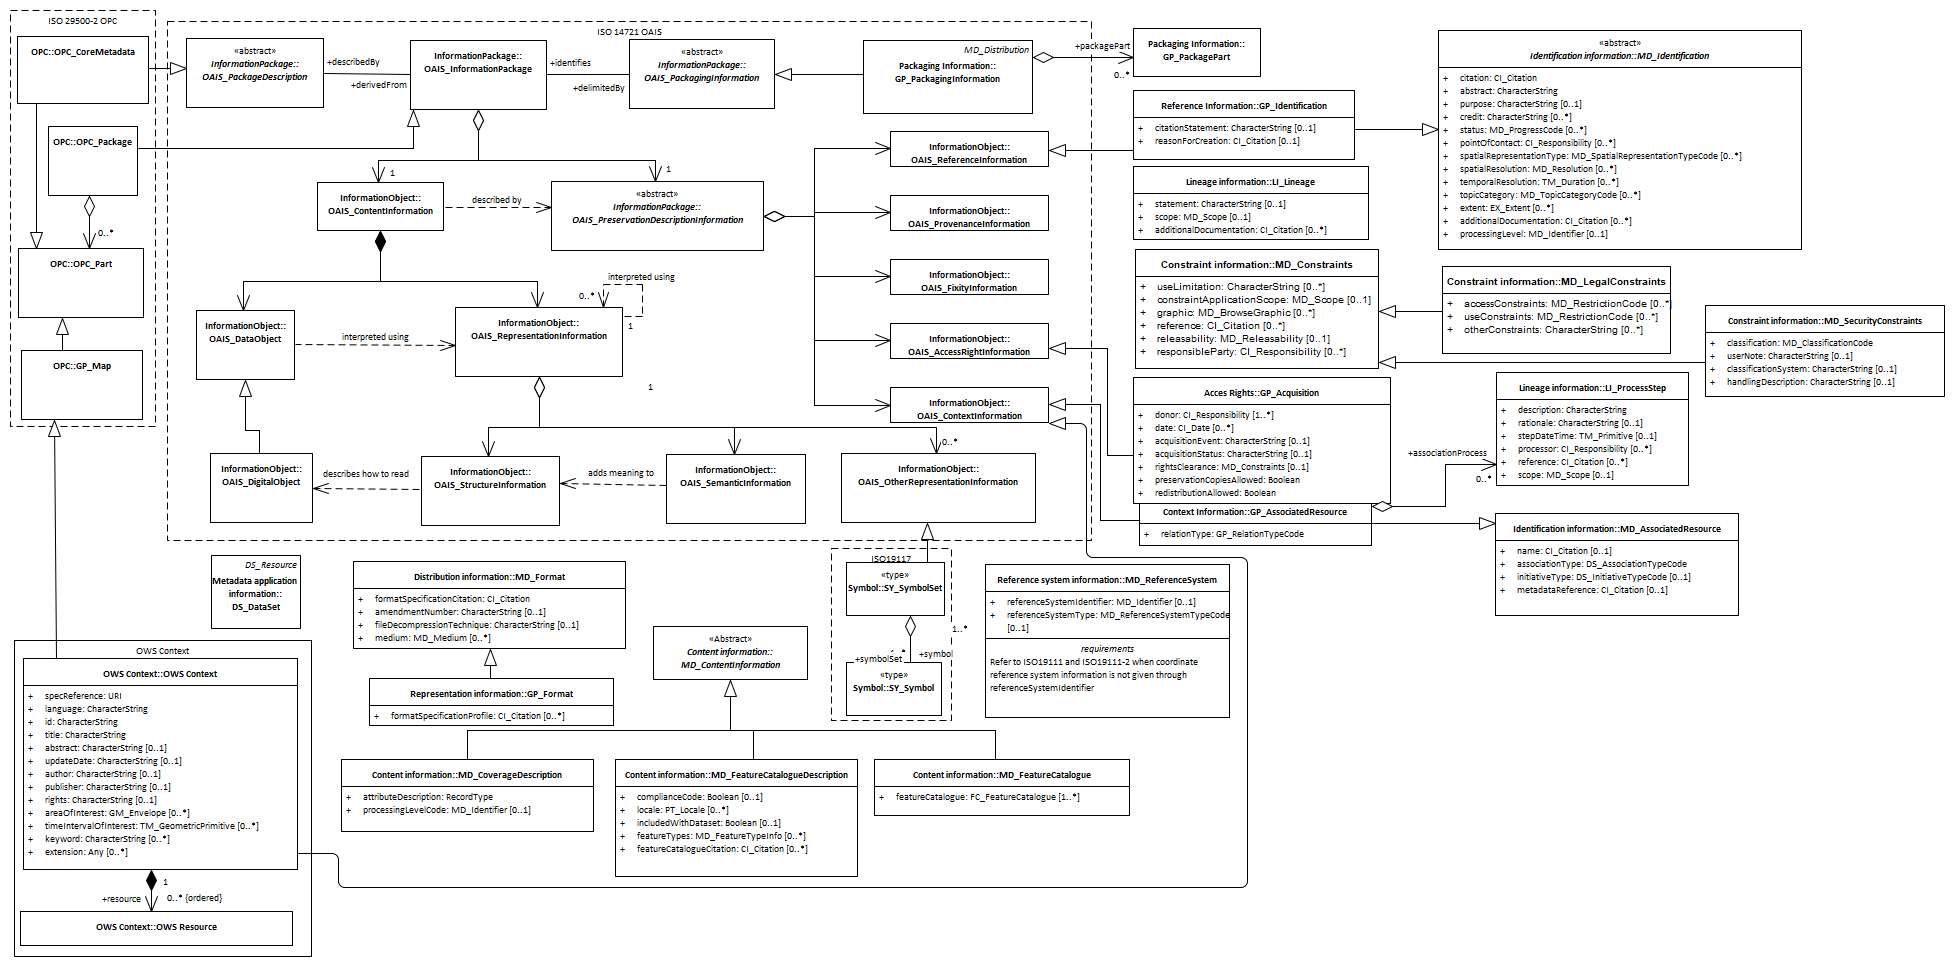 ISO 29500-2 OPC
OPC::OPC_CoreMetadata
OPC::OPC_Package
0..*
OPC::OPC_Part
OPC::GP_Map
ISO 14721 OAIS
«abstract»
InformationPackage::
OAIS_PackageDescription
+describedBy
+derivedFrom
InformationPackage::
OAIS_InformationPackage
+identifies
+delimitedBy
«abstract»
InformationPackage::
OAIS_PackagingInformation
MD_Distribution
Packaging Information::
GP_PackagingInformation
+packagePart
0..*
Packaging Information::
GP_PackagePart
1
1
InformationObject::
OAIS_ContentInformation
described by
«abstract»
InformationPackage::
OAIS_PreservationDescriptionInformation
InformationObject::
OAIS_ReferenceInformation
InformationObject::
OAIS_ProvenanceInformation
InformationObject::
OAIS_FixityInformation
InformationObject::
OAIS_AccessRightInformation
InformationObject::
OAIS_ContextInformation
interpreted using
0..*
1
InformationObject::
OAIS_DataObject
interpreted using
InformationObject::
OAIS_RepresentationInformation
1
0..*
InformationObject::
OAIS_DigitalObject
describes how to read
InformationObject::
OAIS_StructureInformation
adds meaning to
InformationObject::
OAIS_SemanticInformation
InformationObject::
OAIS_OtherRepresentationInformation
Reference Information::GP_Identification
+ citationStatement: CharacterString [0..1]
+ reasonForCreation: CI_Citation [0..1]
Lineage information::LI_Lineage
+ statement: CharacterString [0..1]
+ scope: MD_Scope [0..1]
+ additionalDocumentation: CI_Citation [0..*]
«abstract»
Identification information::MD_Identification
+ citation: CI_Citation
+ abstract: CharacterString
+ purpose: CharacterString [0..1]
+ credit: CharacterString [0..*]
+ status: MD_ProgressCode [0..*]
+ pointOfContact: CI_Responsibility [0..*]
+ spatialRepresentationType: MD_SpatialRepresentationTypeCode [0..*]
+ spatialResolution: MD_Resolution [0..*]
+ temporalResolution: TM_Duration [0..*]
+ topicCategory: MD_TopicCategoryCode [0..*]
+ extent: EX_Extent [0..*]
+ additionalDocumentation: CI_Citation [0..*]
+ processingLevel: MD_Identifier [0..1]
Constraint information::MD_Constraints
+ useLimitation: CharacterString [0..*]
+ constraintApplicationScope: MD_Scope [0..1]
+ graphic: MD_BrowseGraphic [0..*]
+ reference: CI_Citation [0..*]
+ releasability: MD_Releasability [0..1]
+ responsibleParty: CI_Responsibility [0..*]
Constraint information::MD_LegalConstraints
+ accessConstraints: MD_RestrictionCode [0..*]
+ useConstraints: MD_RestrictionCode [0..*]
+ otherConstraints: CharacterString [0..*]
Constraint information::MD_SecurityConstraints
+ classification: MD_ClassificationCode
+ userNote: CharacterString [0..1]
+ classificationSystem: CharacterString [0..1]
+ handlingDescription: CharacterString [0..1]
Acces Rights::GP_Acquisition
+ donor: CI_Responsibility [1..*]
+ date: CI_Date [0..*]
+ acquisitionEvent: CharacterString [0..1]
+ acquisitionStatus: CharacterString [0..1]
+ rightsClearance: MD_Constraints [0..1]
+ preservationCopiesAllowed: Boolean
+ redistributionAllowed: Boolean
Context Information::GP_AssociatedResource
+ relationType: GP_RelationTypeCode
+associationProcess
0..*
Lineage information::LI_ProcessStep
+ description: CharacterString
+ rationale: CharacterString [0..1]
+ stepDateTime: TM_Primitive [0..1]
+ processor: CI_Responsibility [0..*]
+ reference: CI_Citation [0..*]
+ scope: MD_Scope [0..1]
Identification information::MD_AssociatedResource
+ name: CI_Citation [0..1]
+ associationType: DS_AssociationTypeCode
+ initiativeType: DS_InitiativeTypeCode [0..1]
+ metadataReference: CI_Citation [0..1]
DS_Resource
Metadata application
information::
DS_DataSet
Distribution information::MD_Format
+ formatSpecificationCitation: CI_Citation
+ amendmentNumber: CharacterString [0..1]
+ fileDecompressionTechnique: CharacterString [0..1]
+ medium: MD_Medium [0..*]
Representation information::GP_Format
+ formatSpecificationProfile: CI_Citation [0..*]
«Abstract»
Content information::
MD_ContentInformation
ISO19117
«type»
Symbol::SY_SymbolSet
1..*
+symbolSet
*
+symbol
«type»
Symbol::SY_Symbol
Reference system information::MD_ReferenceSystem
+ referenceSystemIdentifier: MD_Identifier [0..1]
+ referenceSystemType: MD_ReferenceSystemTypeCode
[0..1]
requirements
Refer to ISO19111 and ISO19111-2 when coordinate
reference system information is not given through
referenceSystemIdentifier
Content information::MD_CoverageDescription
+ attributeDescription: RecordType
+ processingLevelCode: MD_Identifier [0..1]
Content information::MD_FeatureCatalogueDescription
+ complianceCode: Boolean [0..1]
+ locale: PT_Locale [0..*]
+ includedWithDataset: Boolean [0..1]
+ featureTypes: MD_FeatureTypeInfo [0..*]
+ featureCatalogueCitation: CI_Citation [0..*]
Content information::MD_FeatureCatalogue
+ featureCatalogue: FC_FeatureCatalogue [1..*]
OWS Context
OWS Context::OWS Context
+ specReference: URI
+ language: CharacterString
+ id: CharacterString
+ title: CharacterString
+ abstract: CharacterString [0..1]
+ updateDate: CharacterString [0..1]
+ author: CharacterString [0..1]
+ publisher: CharacterString [0..1]
+ rights: CharacterString [0..1]
+ areaOfInterest: GM_Envelope [0..*]
+ timeIntervalOfInterest: TM_GeometricPrimitive [0..*]
+ keyword: CharacterString [0..*]
+ extension: Any [0..*]
1
+resource
0..* {ordered}
OWS Context::OWS Resource